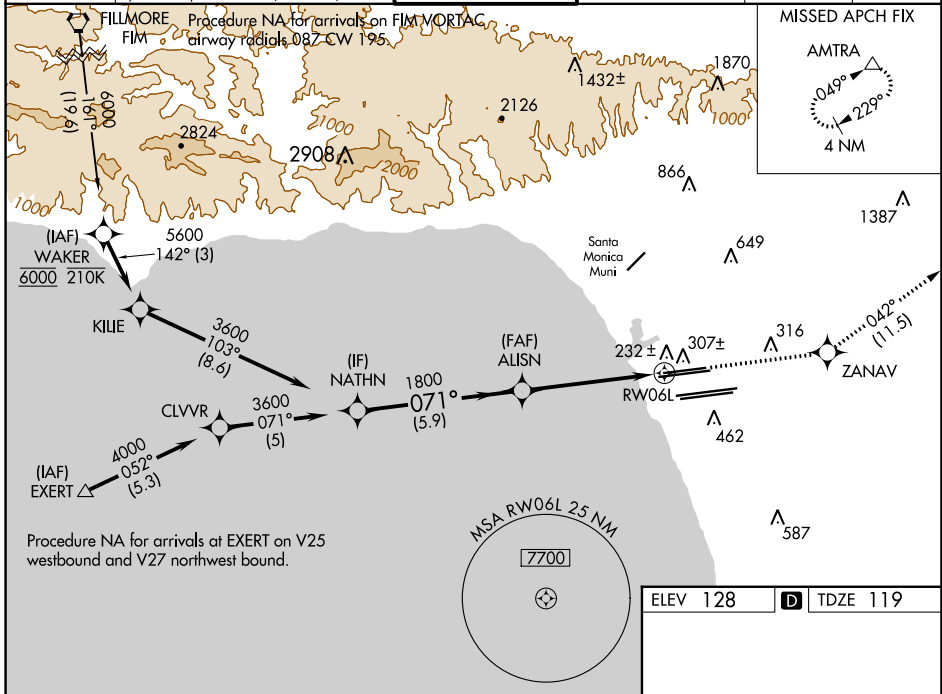 FILLMORE
FIM
Procedure NA for arrivals on FIM VORTAC
airway radials 087 CW 195.
MISSED APCH FIX
AMTRA
049°
229°
4 NM
6000
161°
(19.6)
1432±
1870
1000
2126
1000
2824
2908
2000
1000
866
1387
649
(IAF)
WAKER
6000 210K
5600
142° (3)
Santa
Monica
Muni
KILIE
3600
103°
(8.6)
(IF)
NATHN
(FAF)
ALISN
1800
071°
(5.9)
232±
307±
316
042°
(11.5)
ZANAV
RW06L
462
CLVVR
3600
071°
(5)
4000
052°
(5.3)
(IAF)
EXERT
587
Procedure NA for arrivals at EXERT on V25
westbound and V27 northwest bound.
MSA RW06L 25 NM
7700
ELEV 128 D TDZE 119